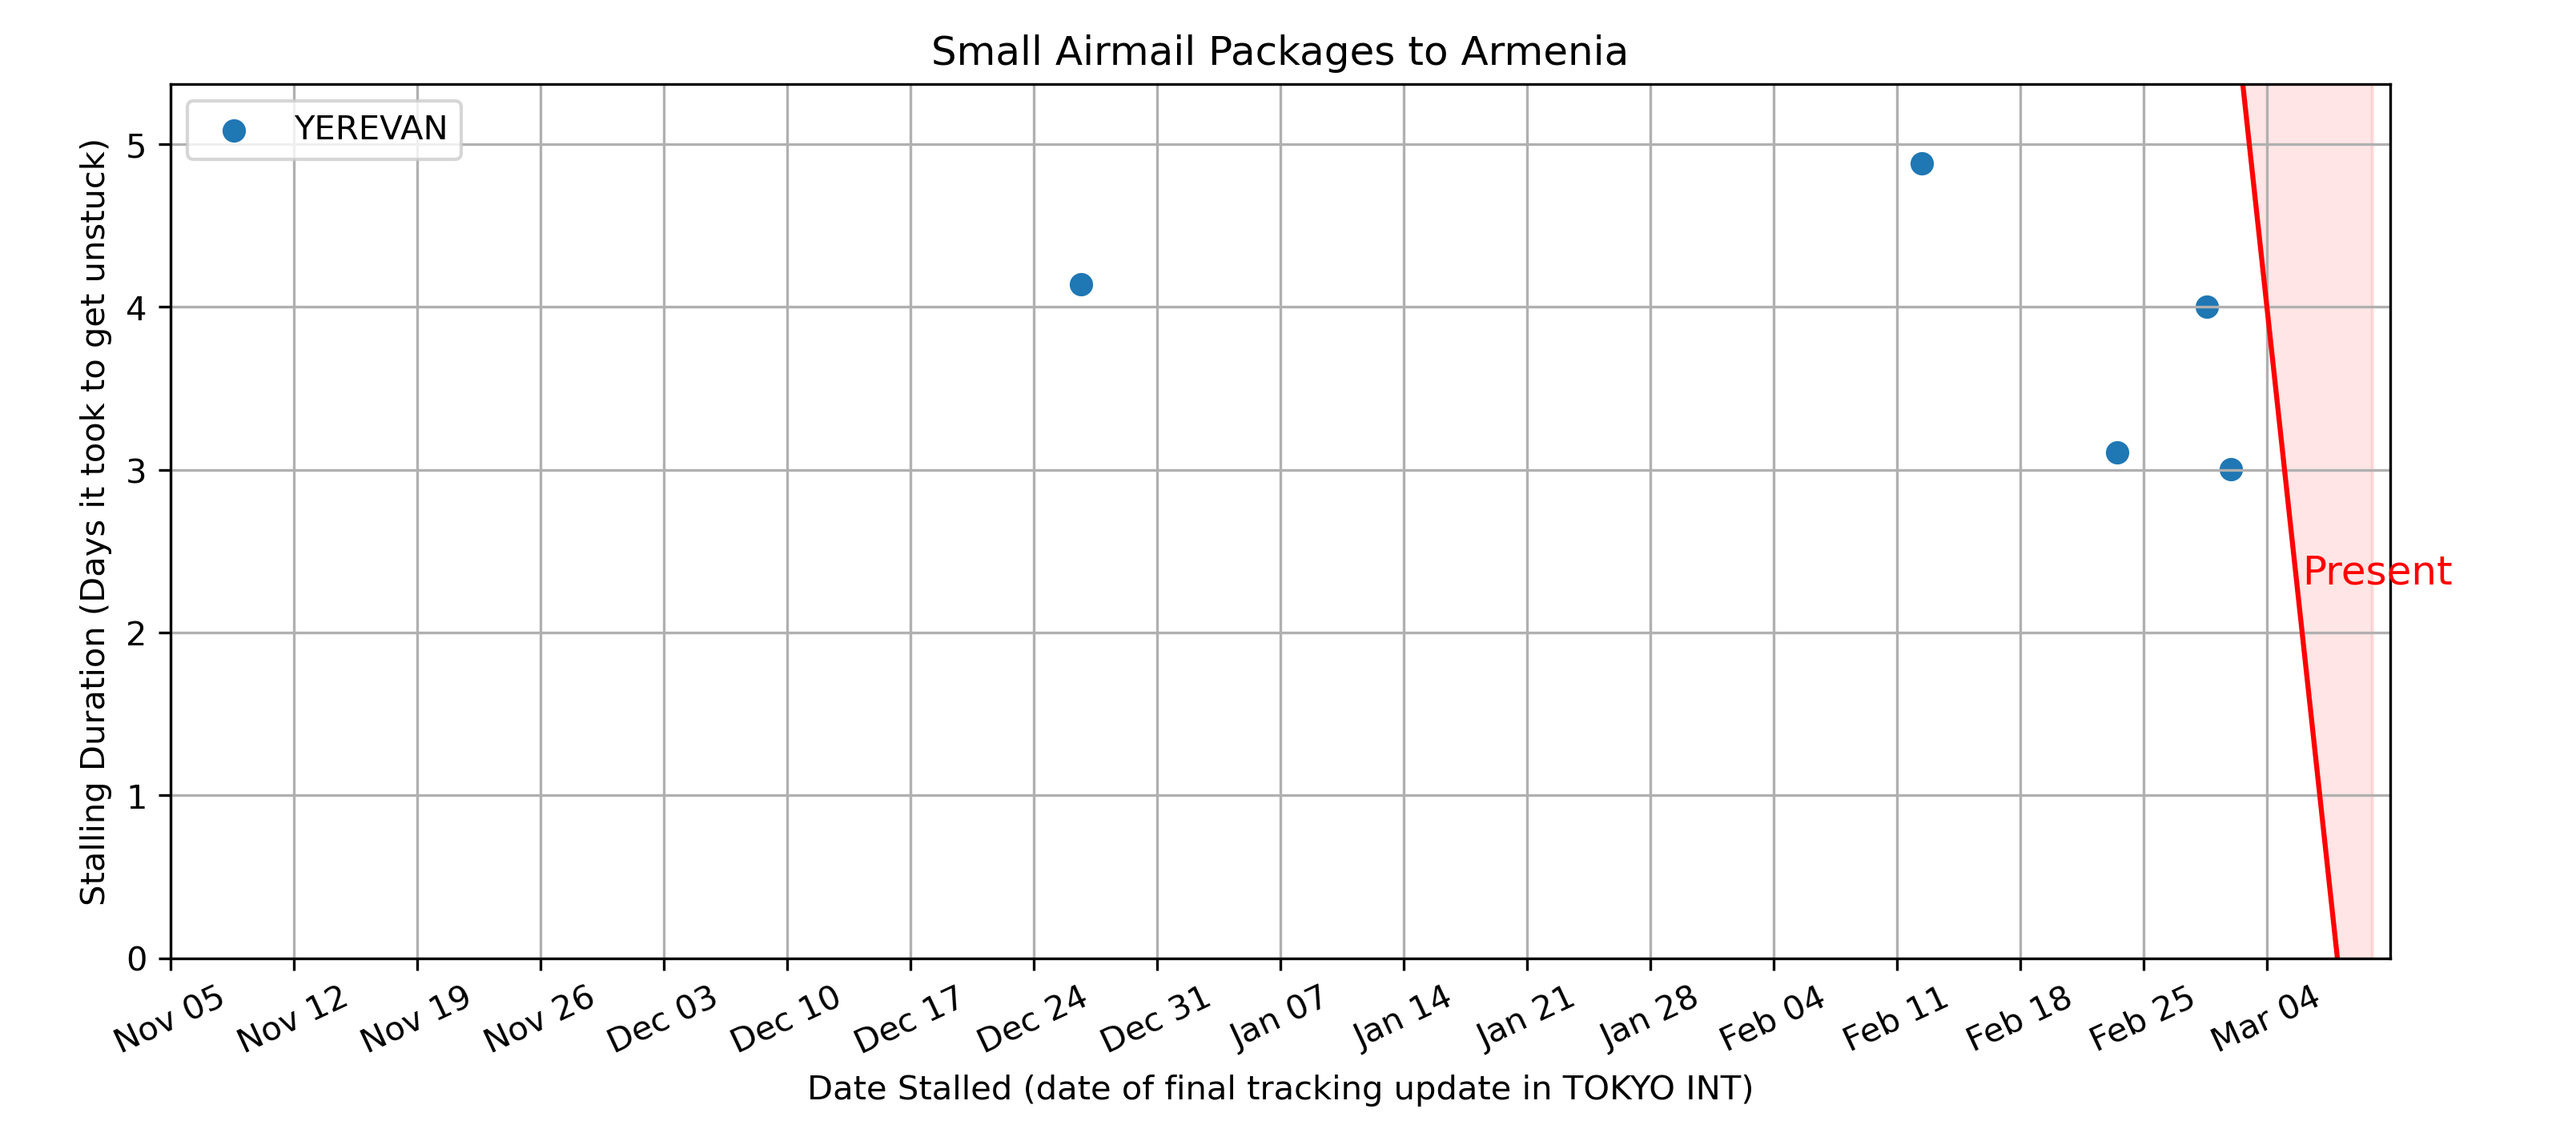 Small Airmail Packages to Armenia
YEREVAN
Stalling Duration (Days it took to get unstuck)
5
4
3
2
1
0
Present
Nov 05
Nov 12
Nov 19
Nov 26
Dec 03
Dec 10
Dec 17
Dec 24
Dec 31
Jan 07
Jan 14
Jan 21
Jan 28
Feb 04
Feb 11
Feb 18
Feb 25
Mar 04
Date Stalled (date of final tracking update in TOKYO INT)